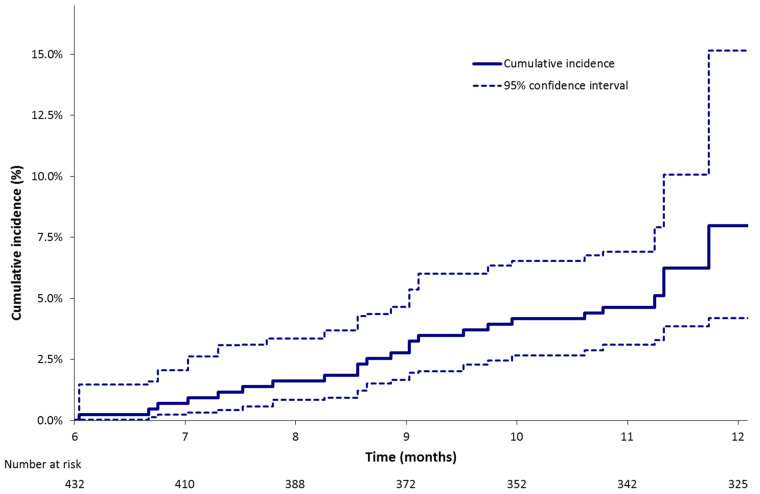 15.0%
Cumulative incidence
95% confidence interval
12.5%
10.0%
7.5%
5.0%
2.5%
0.0%
Cumulative incidence (%)
6 7 8 9 10 11 12
Time (months)
Number at risk
432 410 388 372 352 342 325